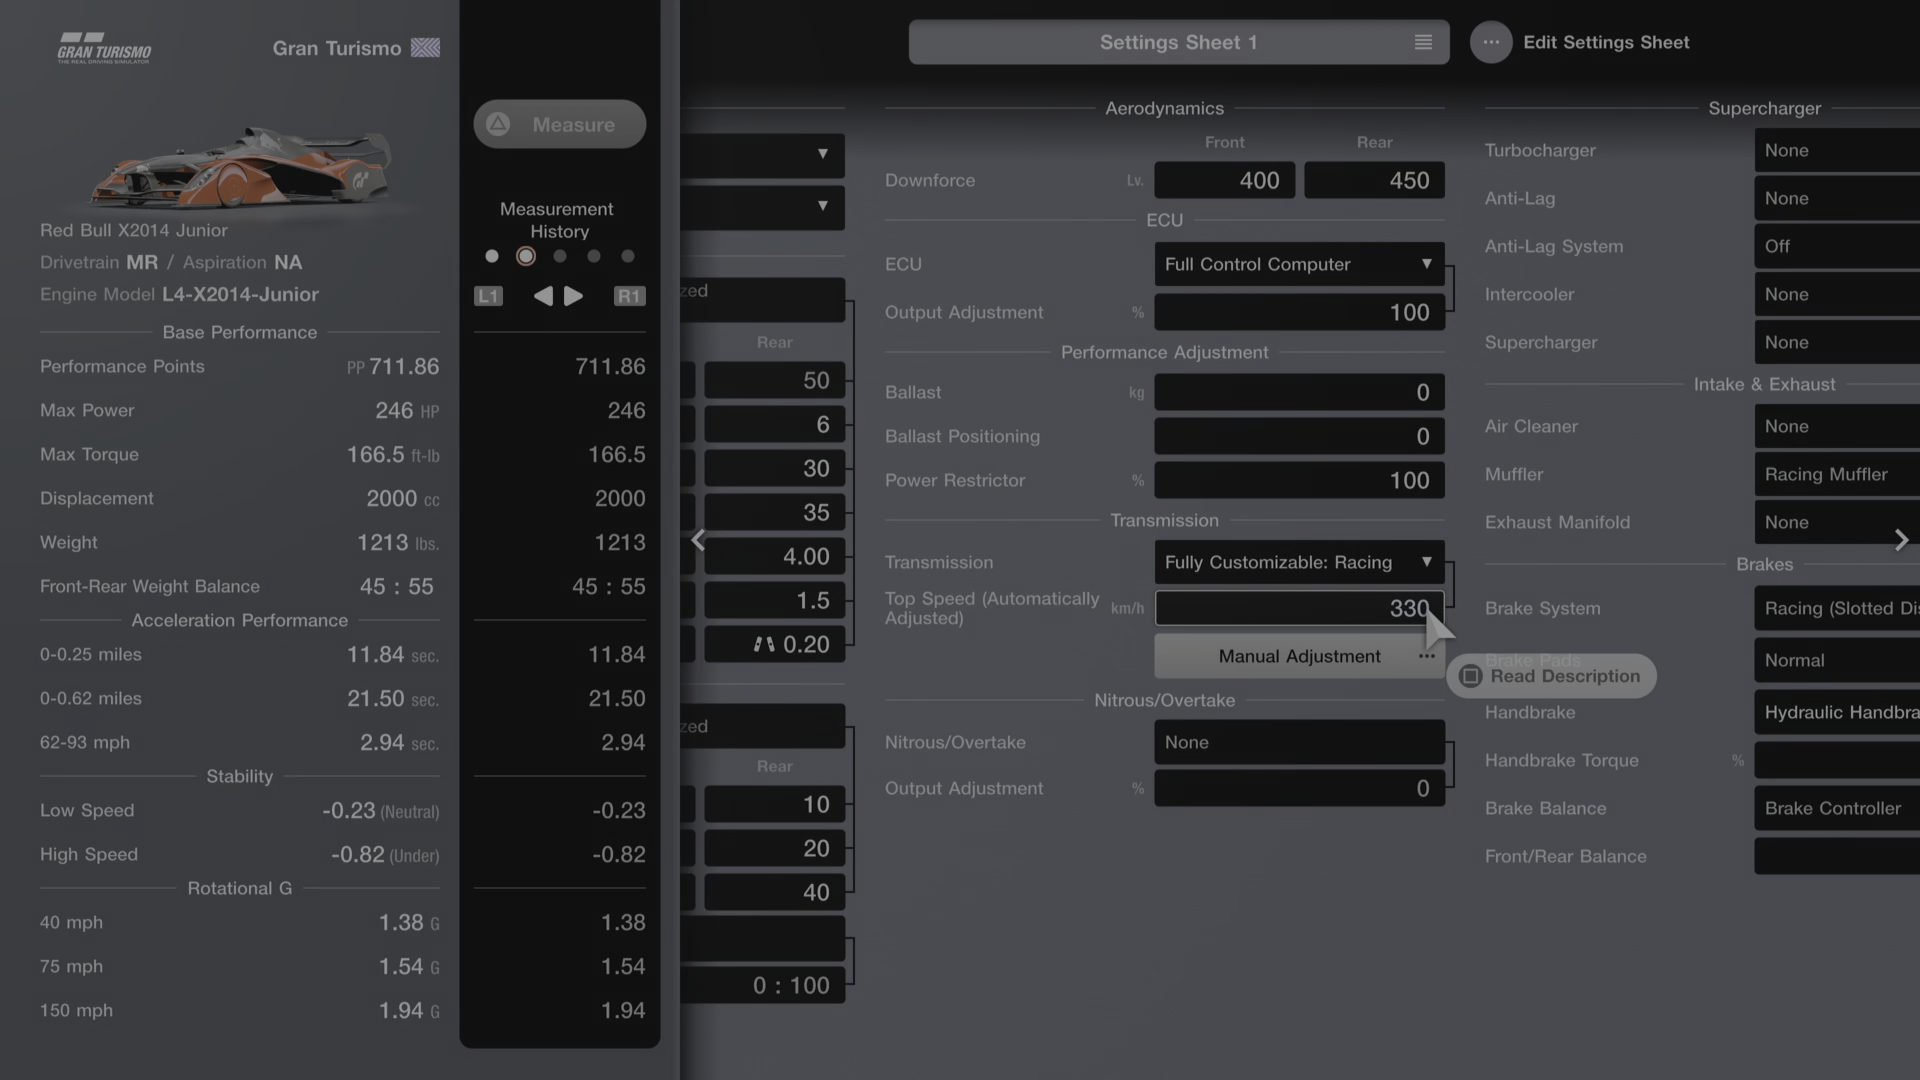 GRAN TURISMO
THE REAL DRIVING SIMULATOR
Gran Turismo
Red Bull X2014 Junior
Drivetrain MR / Aspiration NA
Engine Model L4-X2014-Junior
Base Performance
Performance Points PP 711.86
Max Power 246 HP
Max Torque 166.5 ft-lb
Displacement 2000 cc
Weight 1213 lbs.
Front-Rear Weight Balance 45 : 55
Acceleration Performance
0-0.25 miles 11.84 sec.
0-0.62 miles 21.50 sec.
62-93 mph 2.94 sec.
Stability
Low Speed -0.23 (Neutral)
High Speed -0.82 (Under)
Rotational G
40 mph 1.38 G
75 mph 1.54 G
150 mph 1.94 G
Measure
Measurement
History
L1 R1
711.86
246
166.5
2000
1213
45 : 55
11.84
21.50
2.94
-0.23
-0.82
1.38
1.54
1.94
zed
Rear
50
6
30
35
4.00
1.5
0.20
zed
Rear
10
20
40
0 : 100
Settings Sheet 1
Edit Settings Sheet
Aerodynamics
Front Rear
Downforce Lv. 400 450
ECU
ECU Full Control Computer
Output Adjustment % 100
Performance Adjustment
Ballast kg 0
Ballast Positioning 0
Power Restrictor % 100
Transmission
Transmission Fully Customizable: Racing
Top Speed (Automatically
Adjusted) km/h 330
Manual Adjustment
Nitrous/Overtake
Nitrous/Overtake None
Output Adjustment % 0
Supercharger
Turbocharger None
Anti-Lag None
Anti-Lag System Off
Intercooler None
Supercharger None
Intake & Exhaust
Air Cleaner None
Muffler Racing Muffler
Exhaust Manifold None
Brakes
Brake System Racing (Slotted Dis
Brake Pads Normal
Read Description
Handbrake Hydraulic Handbra
Handbrake Torque %
Brake Balance Brake Controller
Front/Rear Balance